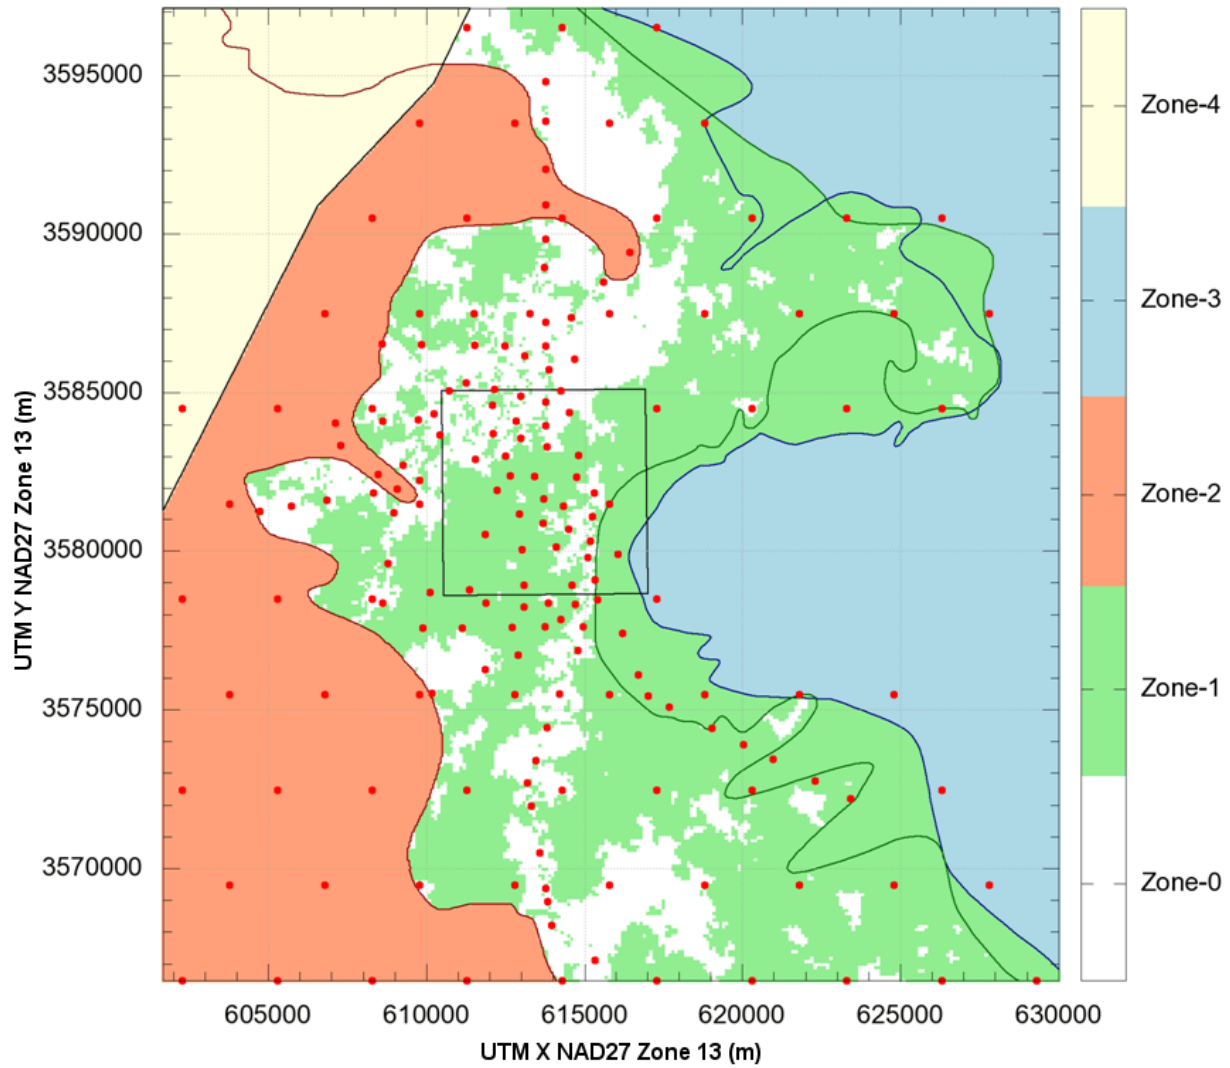 3595000
3590000
3585000
3580000
3575000
3570000
UTM Y NAD27 Zone 13 (m)
605000 610000 615000 620000 625000 630000
UTM X NAD27 Zone 13 (m)
Zone-4
Zone-3
Zone-2
Zone-1
Zone-0